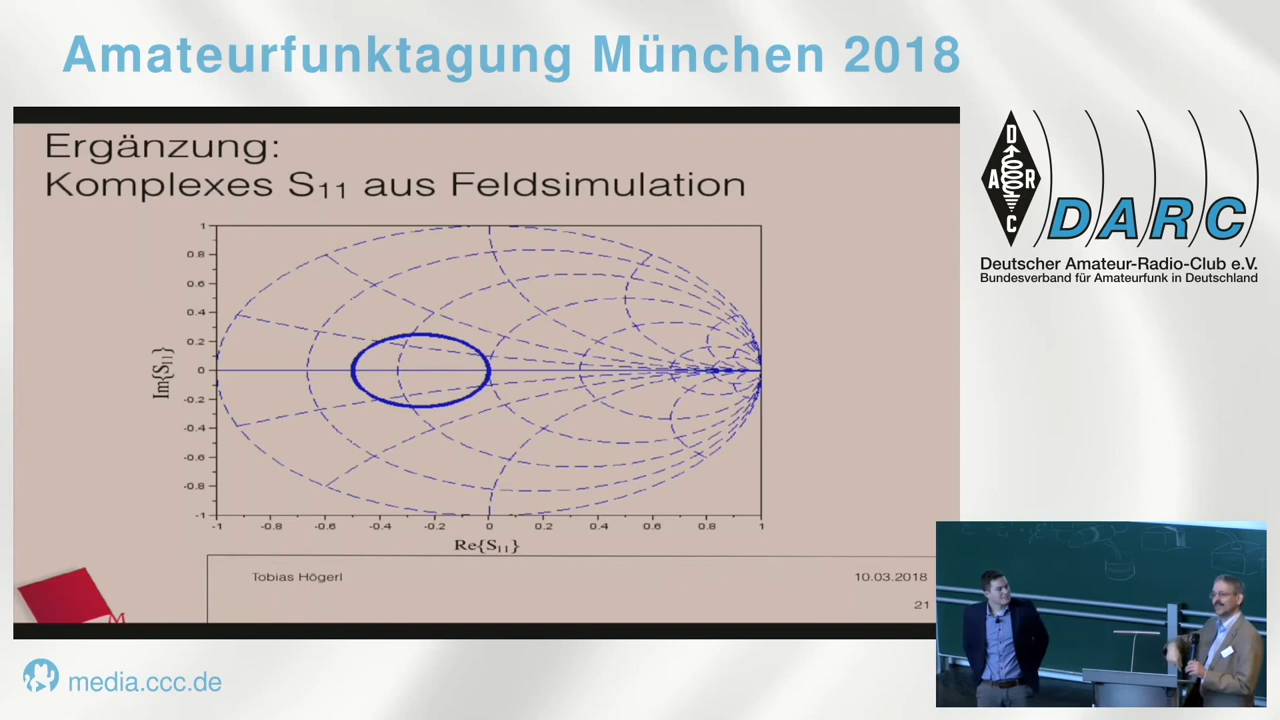 Amateurfunktagung München 2018
Ergänzung:
Komplexes S₁₁ aus Feldsimulation
1
0.8
0.6
0.4
0.2
0
-0.2
-0.4
-0.6
-0.8
-1
Im{S₁₁}
-1 -0.8 -0.6 -0.4 -0.2 0 0.2 0.4 0.6 0.8 1
Re{S₁₁}
Tobias Högerl
10.03.2018
21
M
D
A R
C
DARC
Deutscher Amateur-Radio-Club e.V.
Bundesverband für Amateurfunk in Deutschland
media.ccc.de